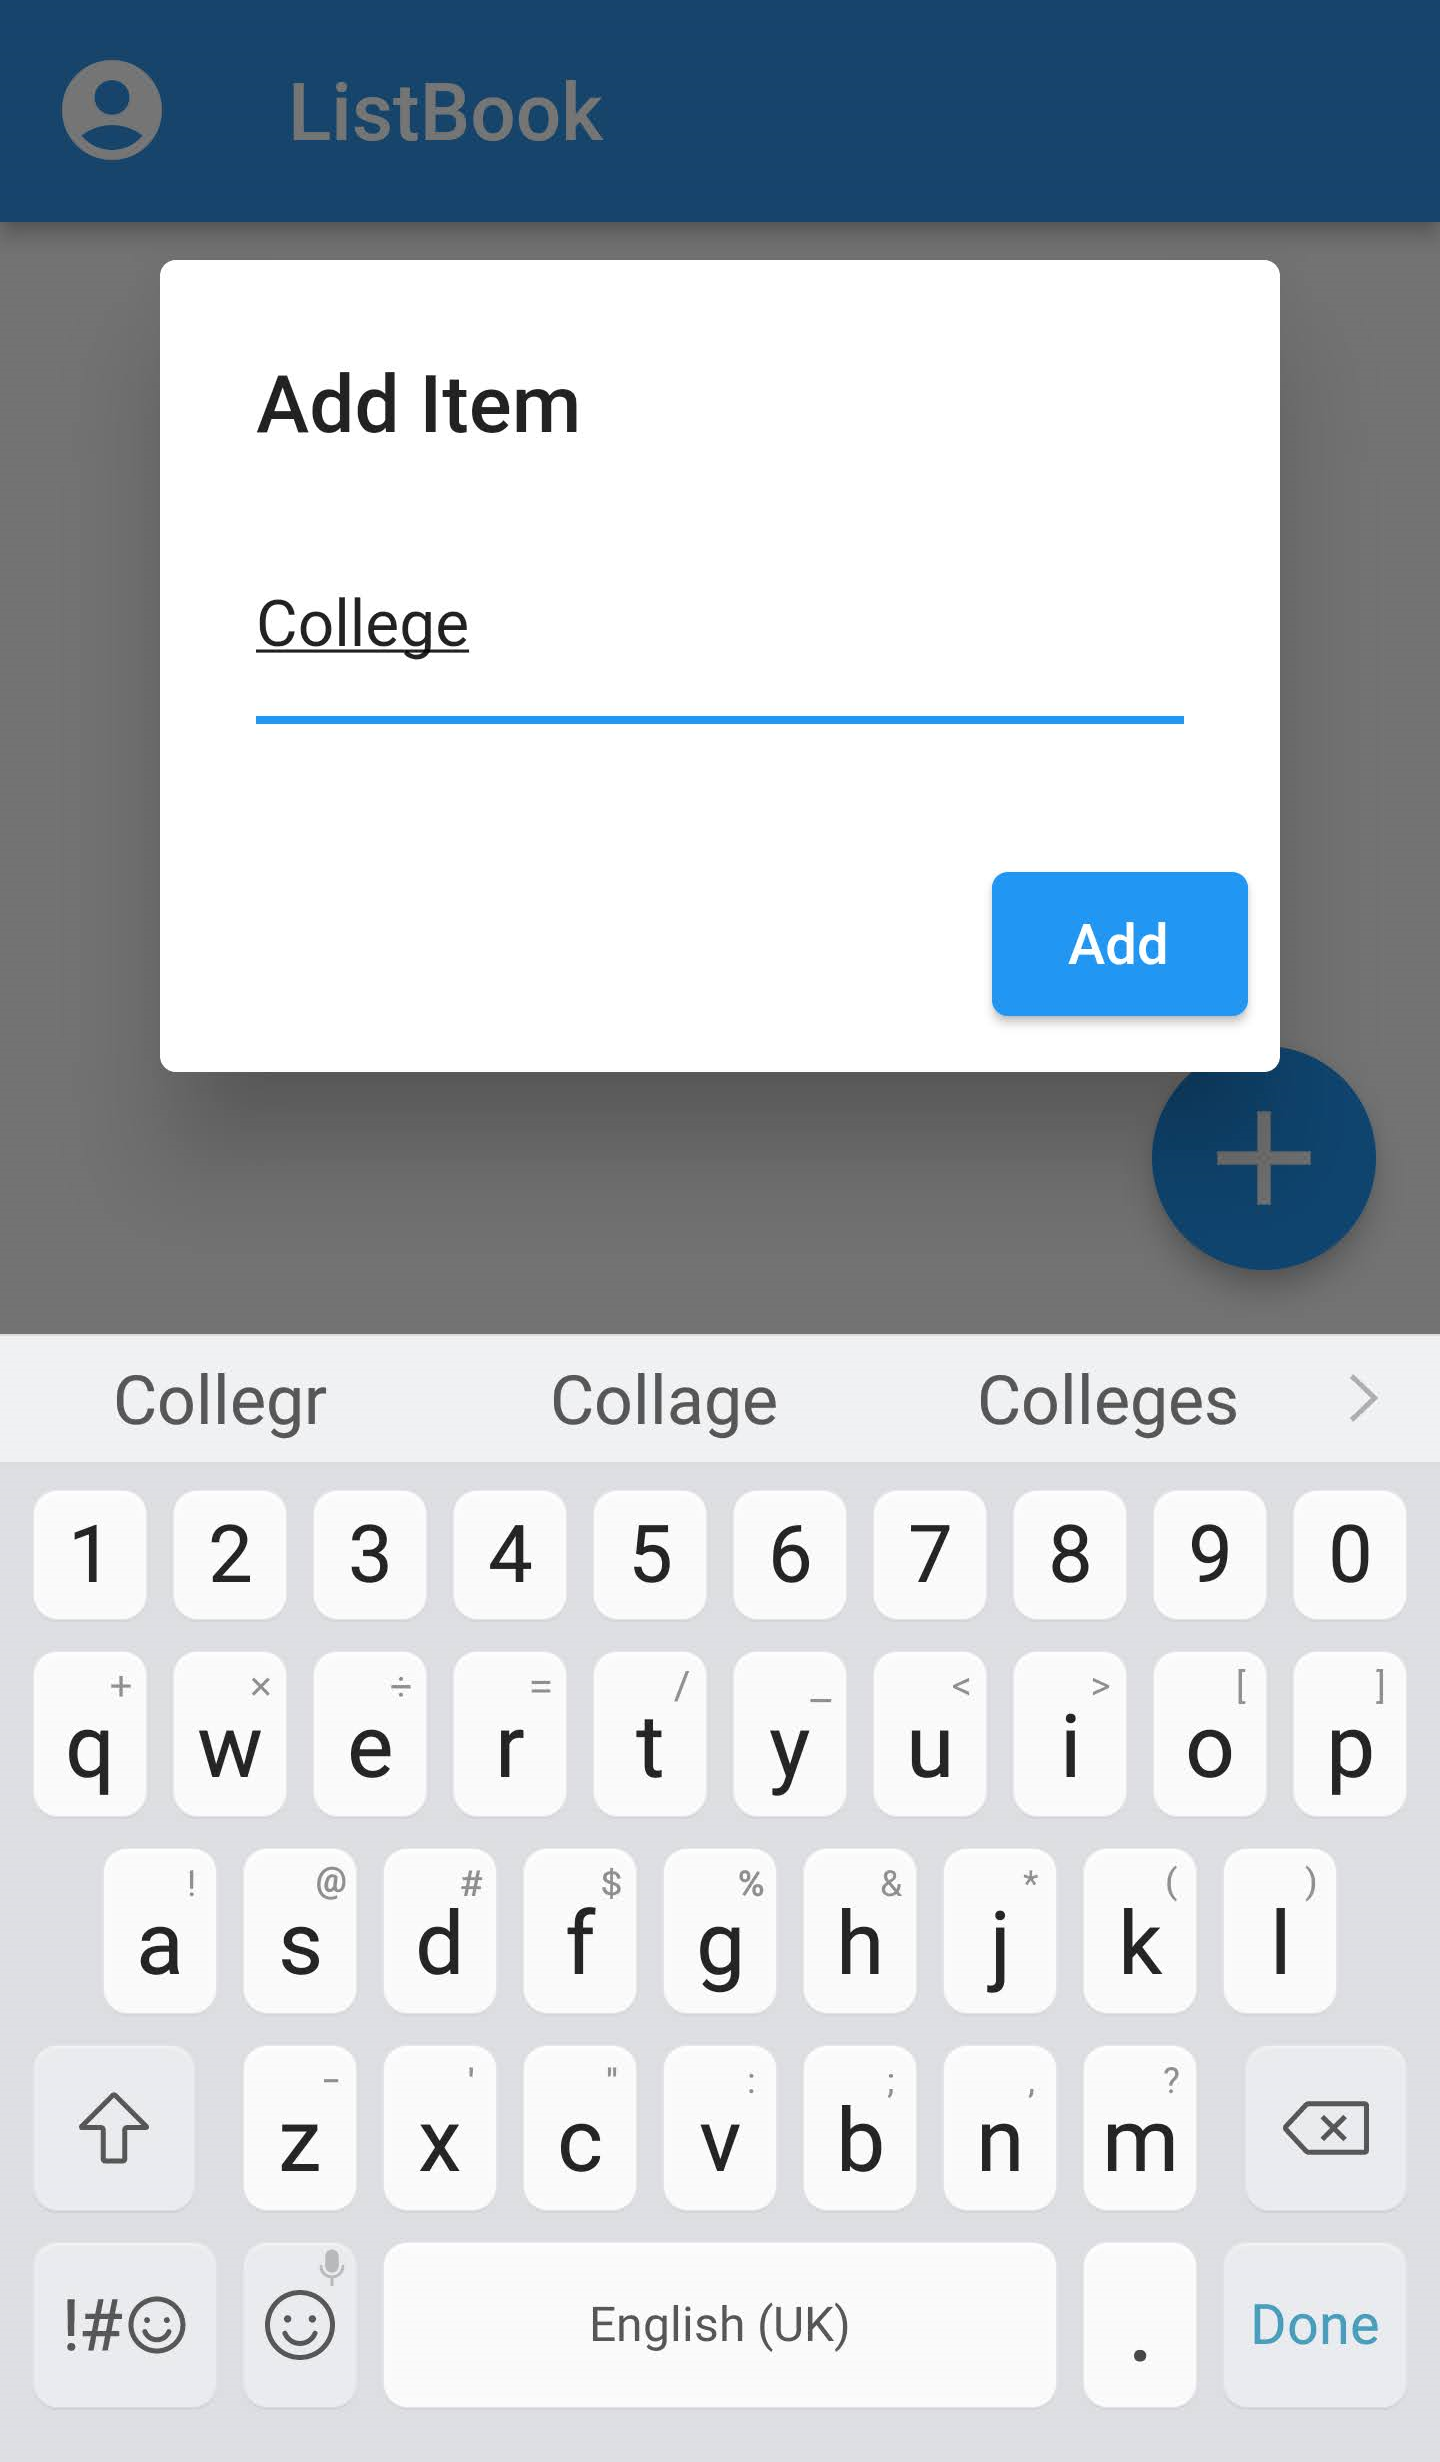 ListBook
Add Item
College
Add
Collegr Collage Colleges
1 2 3 4 5 6 7 8 9 0
+ × ÷ = / _ < > [ ]
q w e r t y u i o p
! @ # $ % & * ( )
a s d f g h j k l
- ' " : ; , ?
z x c v b n m
!# English (UK) . Done